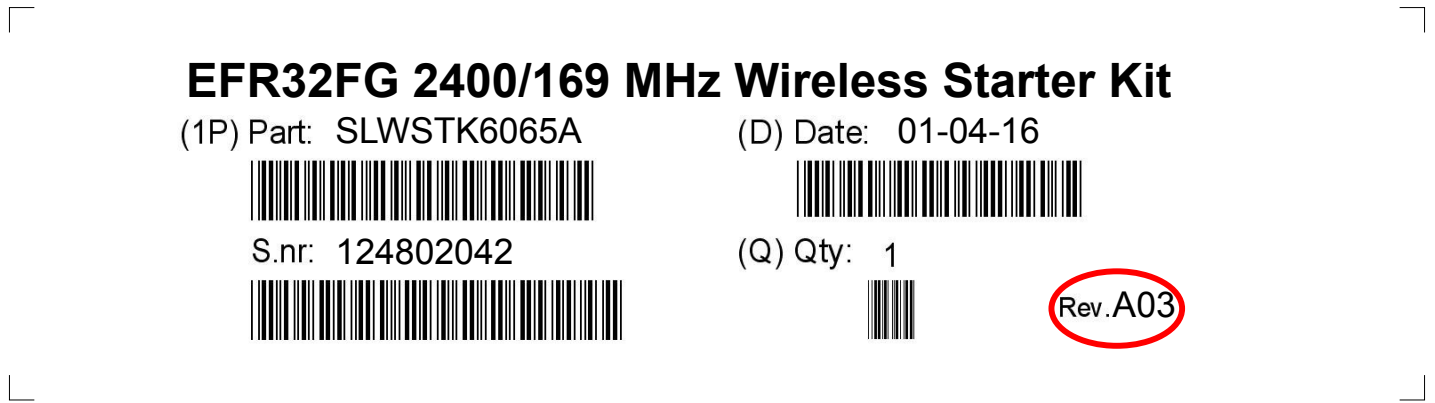 EFR32FG 2400/169 MHz Wireless Starter Kit
(1P) Part: SLWSTK6065A
(D) Date: 01-04-16
S.nr: 124802042
(Q) Qty: 1
Rev.A03